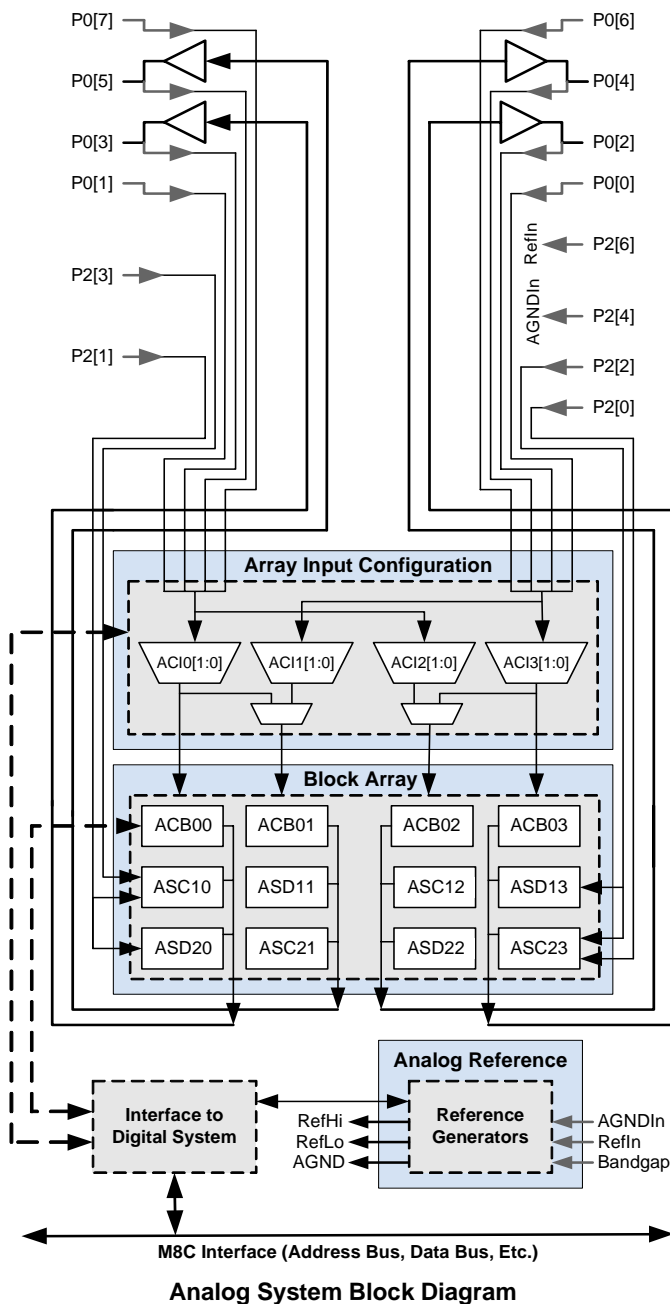 P0[7]
P0[6]
P0[5]
P0[4]
P0[3]
P0[2]
P0[1]
P0[0]
RefIn
P2[6]
P2[3]
AGNDIn
P2[4]
P2[1]
P2[2]
P2[0]
Array Input Configuration
ACI0[1:0] ACI1[1:0] ACI2[1:0] ACI3[1:0]
Block Array
ACB00 ACB01 ACB02 ACB03
ASC10 ASD11 ASC12 ASD13
ASD20 ASC21 ASD22 ASC23
Analog Reference
Interface to
Digital System
RefHi
RefLo
AGND
Reference
Generators
AGNDIn
RefIn
Bandgap
M8C Interface (Address Bus, Data Bus, Etc.)
Analog System Block Diagram